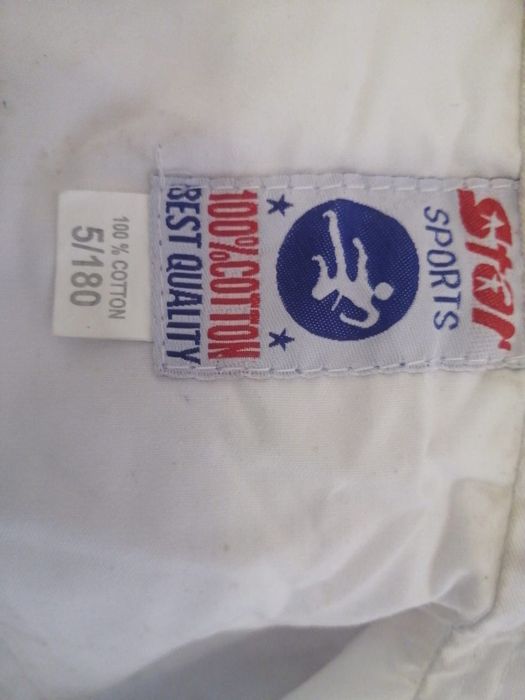 Star
SPORTS
100%COTTON
BEST QUALITY
100 % COTTON
5/180